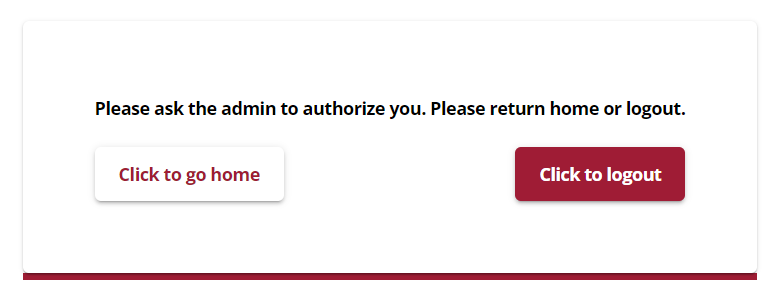 Please ask the admin to authorize you. Please return home or logout.
Click to go home
Click to logout